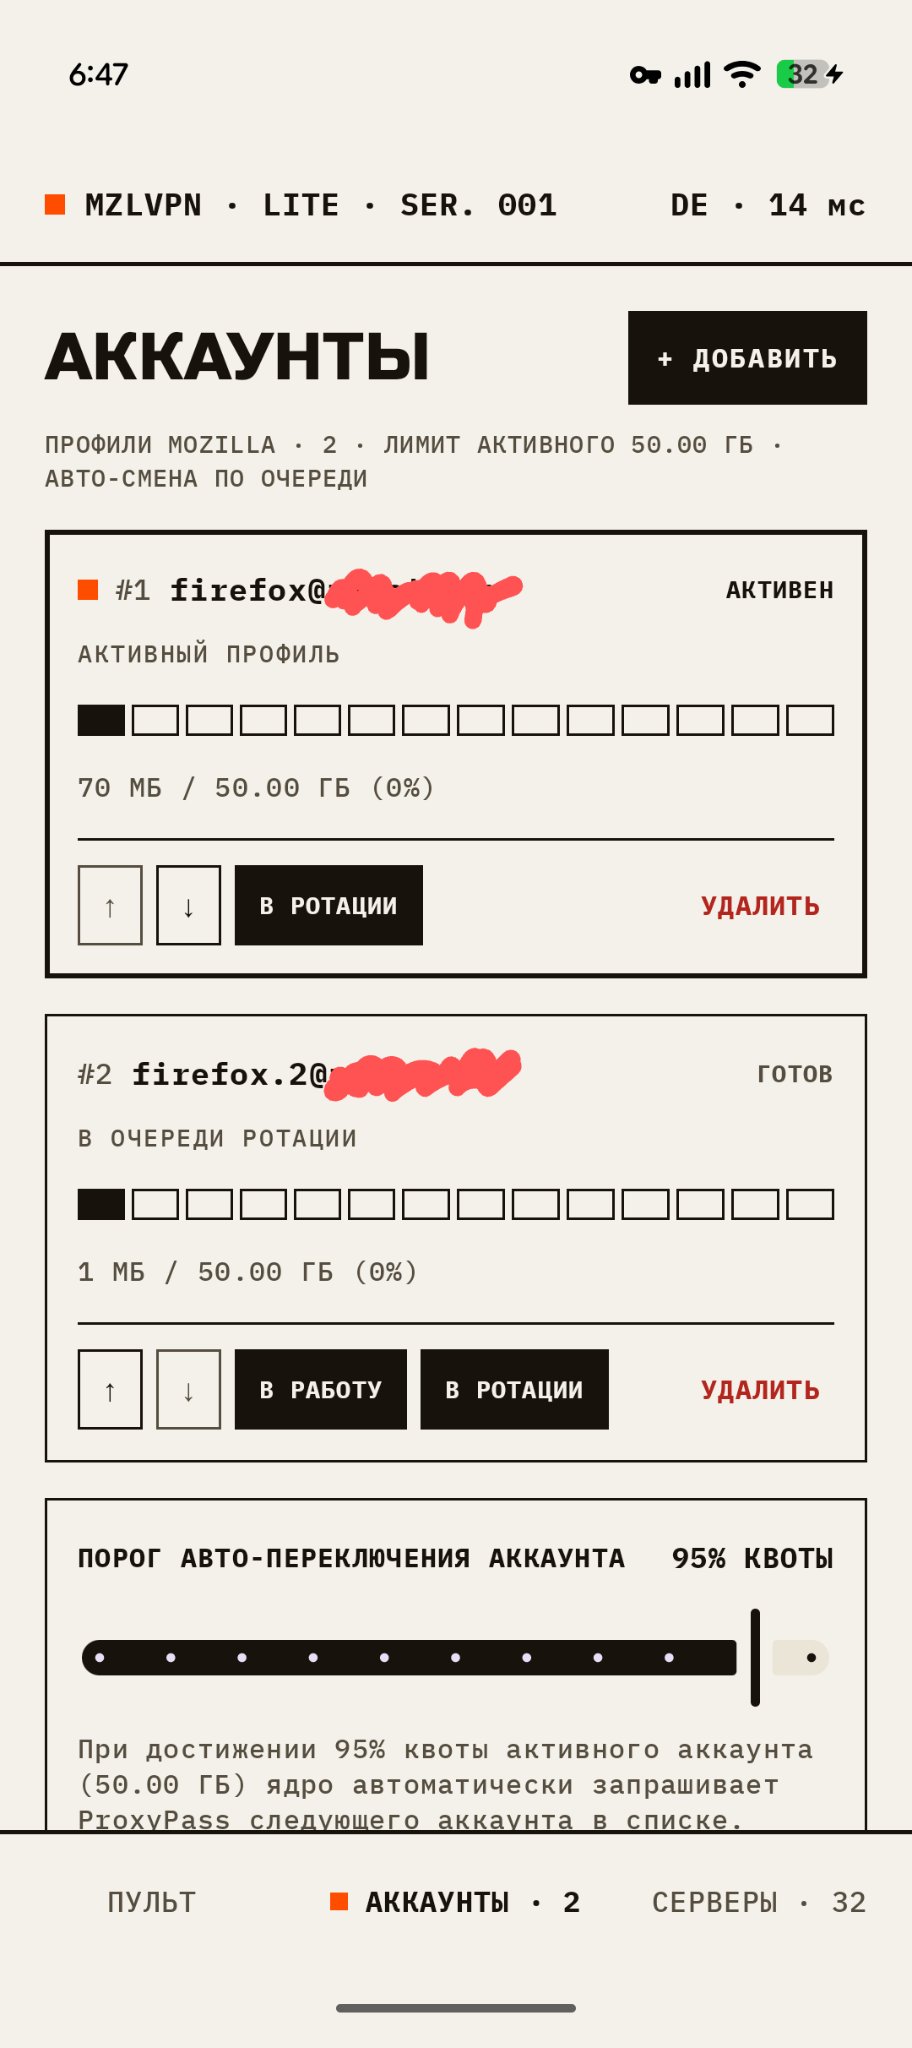 6:47
32
MZLVPN · LITE · SER. 001
DE · 14 мс
АККАУНТЫ
+ ДОБАВИТЬ
ПРОФИЛИ MOZILLA · 2 · ЛИМИТ АКТИВНОГО 50.00 ГБ ·
АВТО-СМЕНА ПО ОЧЕРЕДИ
#1 firefox@
АКТИВЕН
АКТИВНЫЙ ПРОФИЛЬ
70 МБ / 50.00 ГБ (0%)
↑ ↓ В РОТАЦИИ УДАЛИТЬ
#2 firefox.2@
ГОТОВ
В ОЧЕРЕДИ РОТАЦИИ
1 МБ / 50.00 ГБ (0%)
↑ ↓ В РАБОТУ В РОТАЦИИ УДАЛИТЬ
ПОРОГ АВТО-ПЕРЕКЛЮЧЕНИЯ АККАУНТА 95% КВОТЫ
При достижении 95% квоты активного аккаунта
(50.00 ГБ) ядро автоматически запрашивает
ProxyPass следующего аккаунта в списке.
ПУЛЬТ
АККАУНТЫ · 2
СЕРВЕРЫ · 32